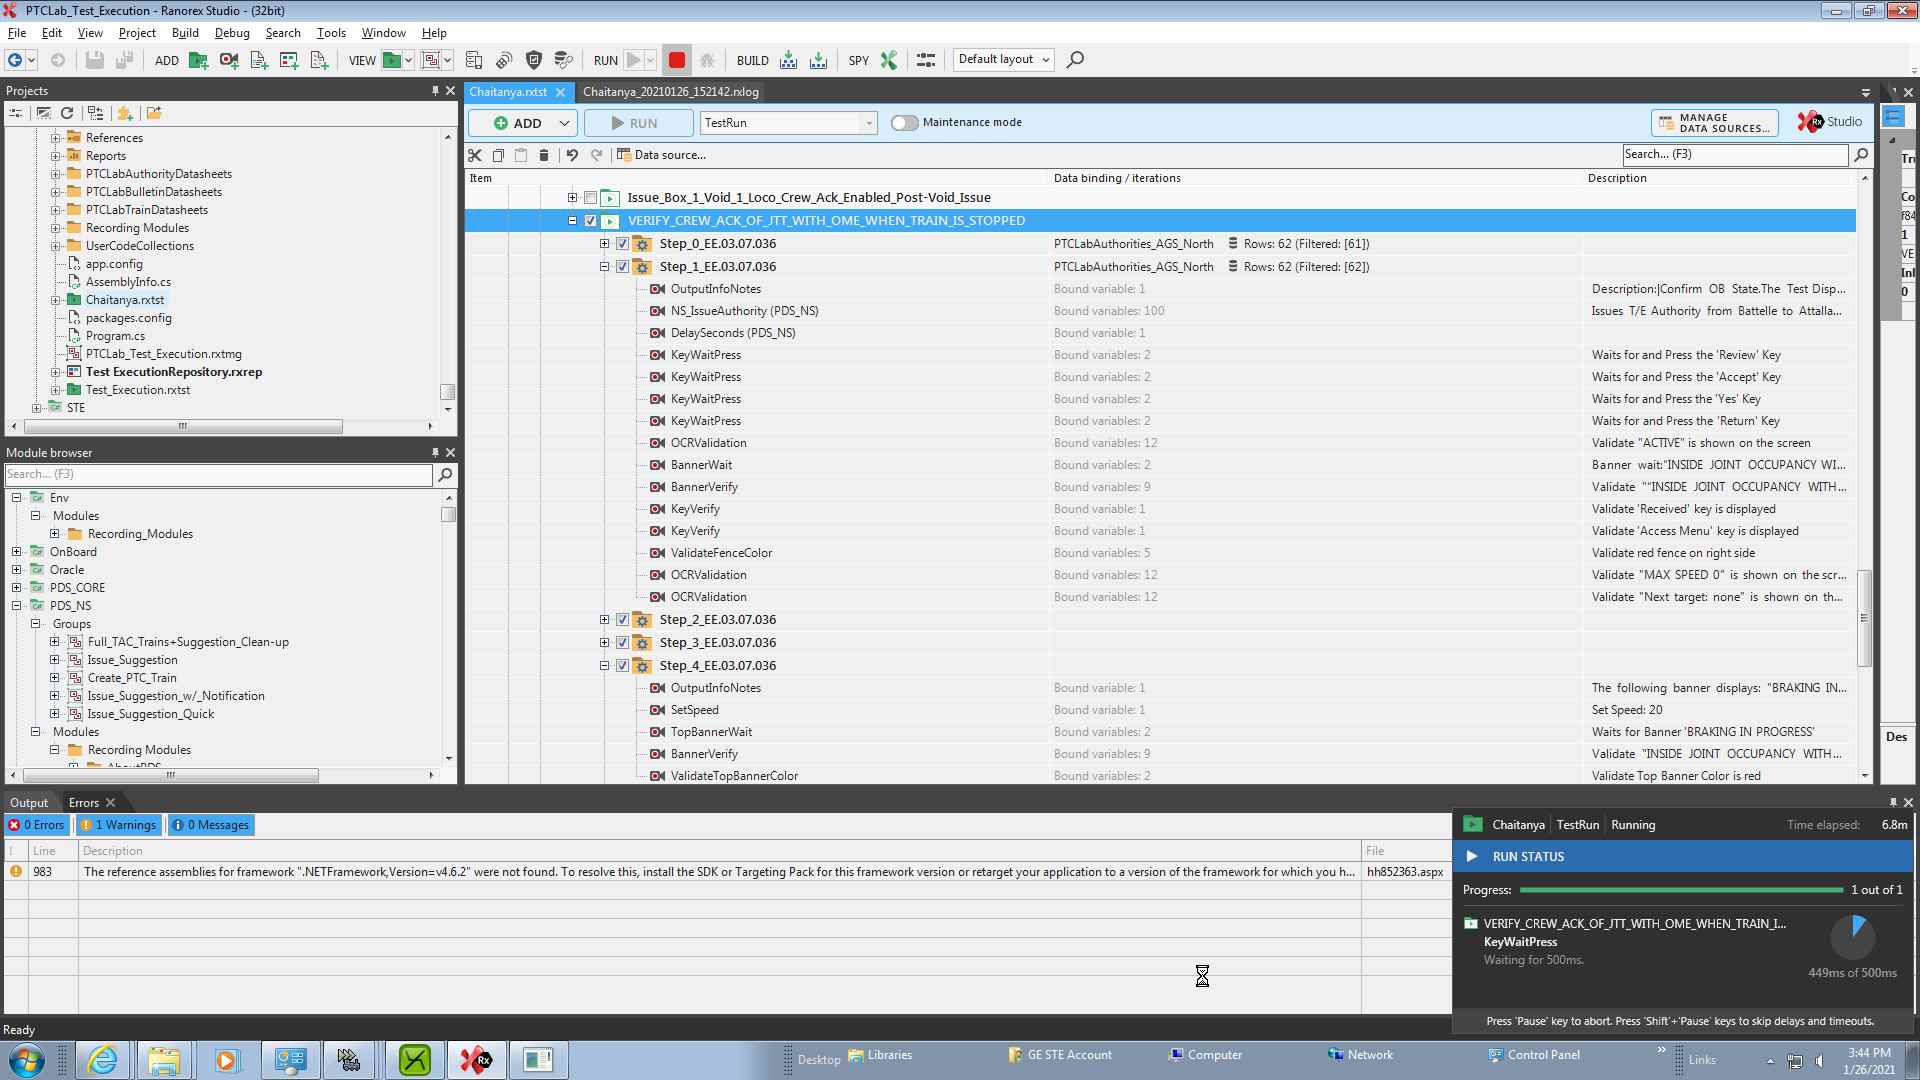 PTCLab_Test_Execution - Ranorex Studio - (32bit)
File Edit View Project Build Debug Search Tools Window Help
ADD VIEW RUN BUILD SPY Default layout
Projects
References
Reports
PTCLabAuthorityDatasheets
PTCLabBulletinDatasheets
PTCLabTrainDatasheets
Recording Modules
UserCodeCollections
app.config
AssemblyInfo.cs
Chaitanya.rxtst
packages.config
Program.cs
PTCLab_Test_Execution.rxtmg
Test ExecutionRepository.rxrep
Test_Execution.rxtst
STE
Module browser
Search... (F3)
Env
Modules
Recording_Modules
OnBoard
Oracle
PDS_CORE
PDS_NS
Groups
Full_TAC_Trains+Suggestion_Clean-up
Issue_Suggestion
Create_PTC_Train
Issue_Suggestion_w/_Notification
Issue_Suggestion_Quick
Modules
Recording Modules
Chaitanya.rxtst Chaitanya_20210126_152142.rxlog
ADD RUN TestRun Maintenance mode MANAGE DATA SOURCES... Studio
Data source... Search... (F3)
Item Data binding / iterations Description
Issue_Box_1_Void_1_Loco_Crew_Ack_Enabled_Post-Void_Issue
VERIFY_CREW_ACK_OF_JTT_WITH_OME_WHEN_TRAIN_IS_STOPPED
Step_0_EE.03.07.036 PTCLabAuthorities_AGS_North Rows: 62 (Filtered: [61])
Step_1_EE.03.07.036 PTCLabAuthorities_AGS_North Rows: 62 (Filtered: [62])
OutputInfoNotes Bound variable: 1 Description:|Confirm OB State.The Test Disp...
NS_IssueAuthority (PDS_NS) Bound variables: 100 Issues T/E Authority from Battelle to Attalla...
DelaySeconds (PDS_NS) Bound variable: 1
KeyWaitPress Bound variables: 2 Waits for and Press the 'Review' Key
KeyWaitPress Bound variables: 2 Waits for and Press the 'Accept' Key
KeyWaitPress Bound variables: 2 Waits for and Press the 'Yes' Key
KeyWaitPress Bound variables: 2 Waits for and Press the 'Return' Key
OCRValidation Bound variables: 12 Validate "ACTIVE" is shown on the screen
BannerWait Bound variables: 2 Banner wait:"INSIDE JOINT OCCUPANCY WI...
BannerVerify Bound variables: 9 Validate ""INSIDE JOINT OCCUPANCY WITH...
KeyVerify Bound variables: 1 Validate 'Received' key is displayed
KeyVerify Bound variable: 1 Validate 'Access Menu' key is displayed
ValidateFenceColor Bound variables: 5 Validate red fence on right side
OCRValidation Bound variables: 12 Validate "MAX SPEED 0" is shown on the scr...
OCRValidation Bound variables: 12 Validate "Next target: none" is shown on th...
Step_2_EE.03.07.036
Step_3_EE.03.07.036
Step_4_EE.03.07.036
OutputInfoNotes Bound variable: 1 The following banner displays: "BRAKING IN...
SetSpeed Bound variable: 1 Set Speed: 20
TopBannerWait Bound variables: 2 Waits for Banner 'BRAKING IN PROGRESS'
BannerVerify Bound variables: 9 Validate "INSIDE JOINT OCCUPANCY WITH...
ValidateTopBannerColor Bound variables: 2 Validate Top Banner Color is red
Des
Output Errors
0 Errors 1 Warnings 0 Messages
! Line Description File
983 The reference assemblies for framework ".NETFramework,Version=v4.6.2" were not found. To resolve this, install the SDK or Targeting Pack for this framework version or retarget your application to a version of the framework for which you h... hh852363.aspx
Chaitanya TestRun Running Time elapsed: 6.8m
RUN STATUS
Progress: 1 out of 1
VERIFY_CREW_ACK_OF_JTT_WITH_OME_WHEN_TRAIN_I...
KeyWaitPress
Waiting for 500ms.
449ms of 500ms
Press 'Pause' key to abort. Press 'Shift'+'Pause' keys to skip delays and timeouts.
Ready
Desktop Libraries GE STE Account Computer Network Control Panel » Links
3:44 PM
1/26/2021